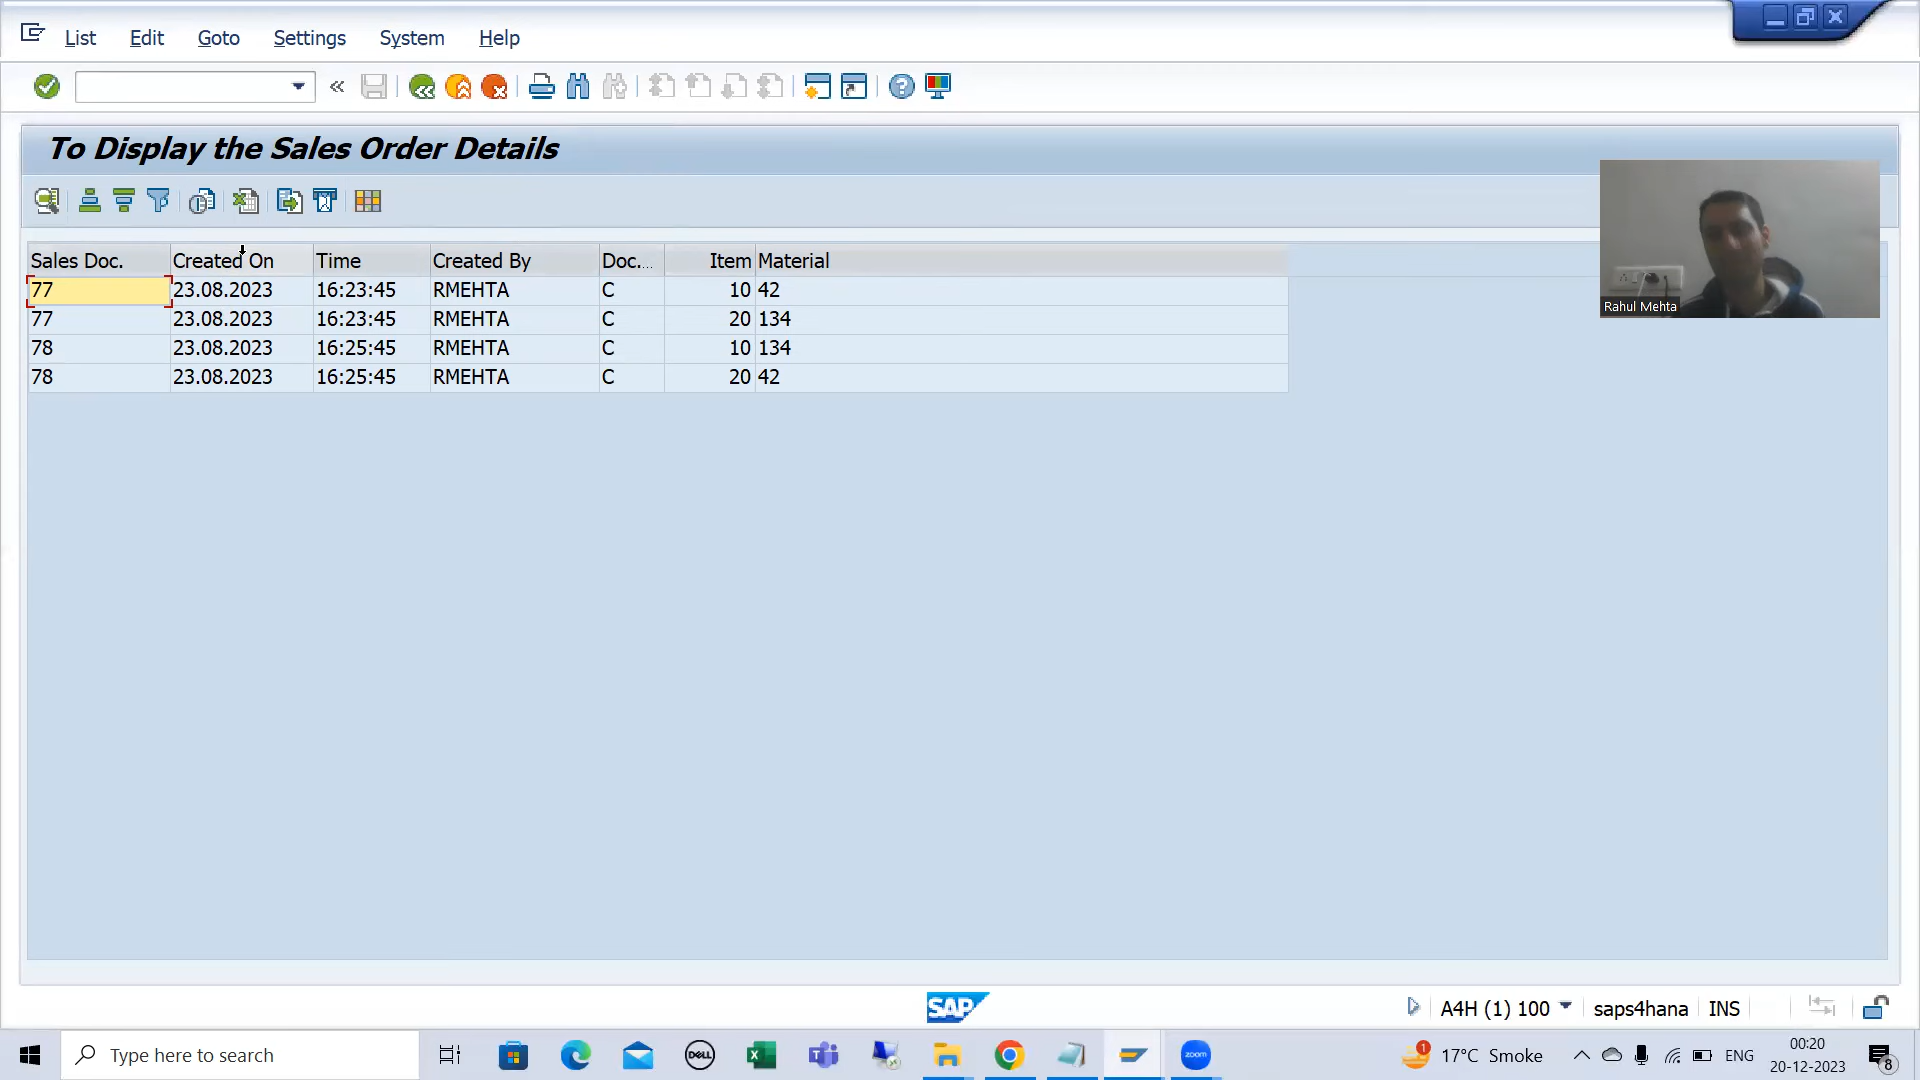 List Edit Goto Settings System Help
To Display the Sales Order Details
Rahul Mehta
Sales Doc. Created On Time Created By Doc.... Item Material
77 23.08.2023 16:23:45 RMEHTA C 10 42
77 23.08.2023 16:23:45 RMEHTA C 20 134
78 23.08.2023 16:25:45 RMEHTA C 10 134
78 23.08.2023 16:25:45 RMEHTA C 20 42
SAP
A4H (1) 100 saps4hana INS
Type here to search
DELL
zoom
1
17°C Smoke
ENG
00:20
20-12-2023
8